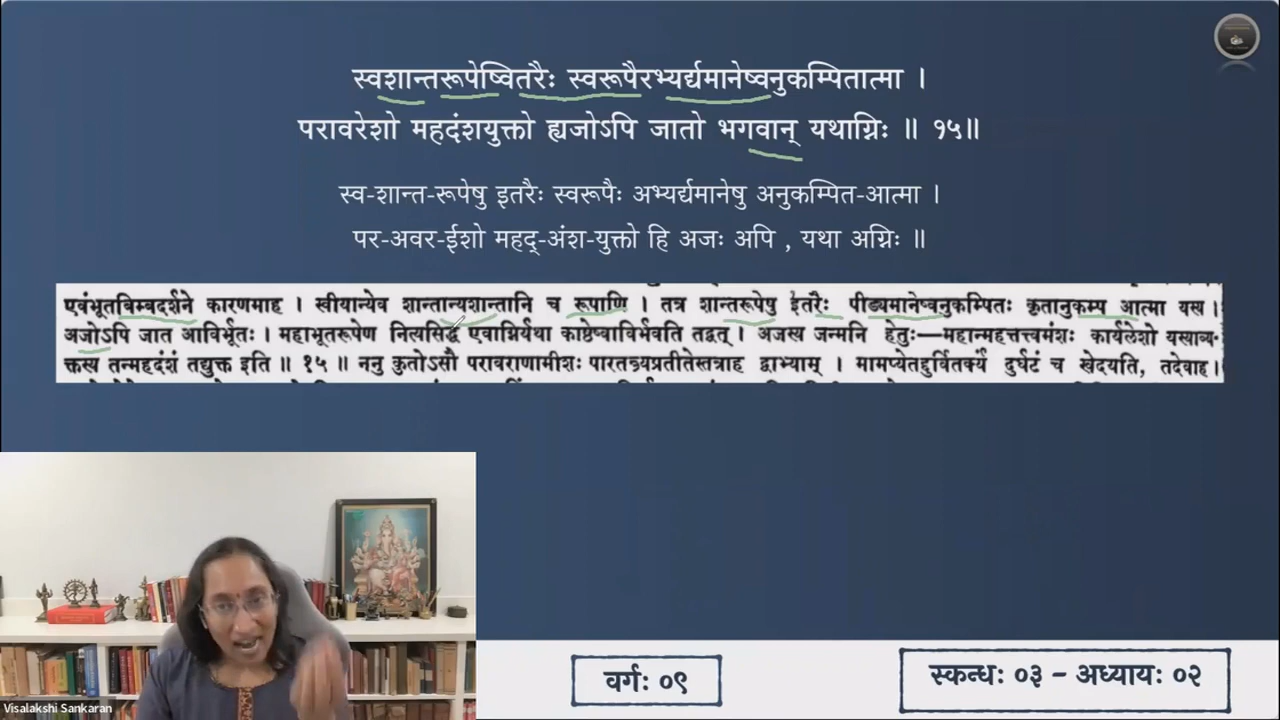 स्वशान्तरूपेष्वितरैः स्वरूपैरभ्यर्द्यमानेष्वनुकम्पितात्मा ।
परावरेशो महदंशयुक्तो ह्यजोऽपि जातो भगवान् यथाग्निः ॥ १५॥
स्व-शान्त-रूपेषु इतरैः स्वरूपैः अभ्यर्द्यमानेषु अनुकम्पित-आत्मा ।
पर-अवर-ईशो महद्-अंश-युक्तो हि अजः अपि , यथा अग्निः ॥
एवंभूतबिम्बदर्शने कारणमाह । स्वीयान्येव शान्तान्यशान्तानि च रूपाणि । तत्र शान्तरूपेषु इतरैः पीड्यमानेष्वनुकम्पितः कृतानुकम्प आत्मा यस्य ।
अजोऽपि जात आविर्भूतः । महाभूतरूपेण नित्यसिद्ध एवाग्निर्यथा काष्ठेष्वाविर्भवति तद्वत् । अजस्य जन्मनि हेतुः—महान्महत्तत्त्वमंशः कार्यलेशो यस्याव्य-
क्तस्य तन्महदंशं तद्युक्त इति ॥ १५ ॥ ननु कुतोऽसौ परावराणामीशः पारतन्त्र्यप्रतीतेस्तत्राह द्वाभ्याम् । मामप्येतद्दुर्वितर्क्यं दुर्घटं च खेदयति, तदेवाह ।
Visalakshi Sankaran
वर्गः ०९
स्कन्धः ०३ - अध्यायः ०२